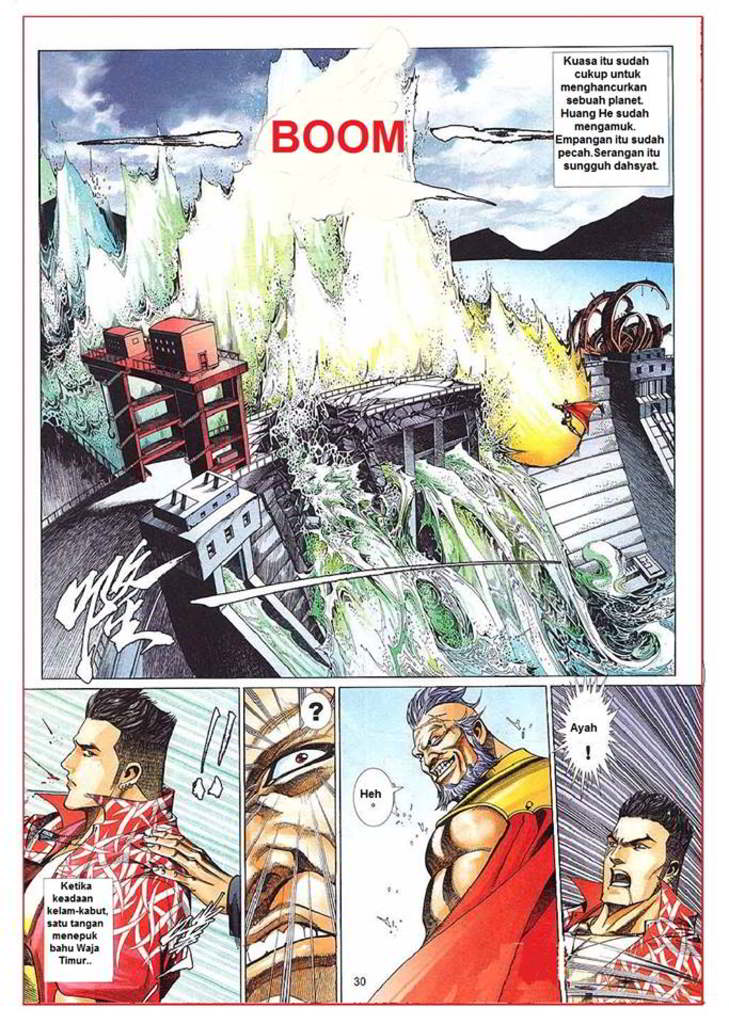 Kuasa itu sudah
cukup untuk
menghancurkan
sebuah planet.
Huang He sudah
mengamuk.
Empangan itu sudah
pecah.Serangan itu
sungguh dahsyat.
BOOM
?
Heh
Ayah
!
Ketika
keadaan
kelam-kabut,
satu tangan
menepuk
bahu Waja
Timur..
30